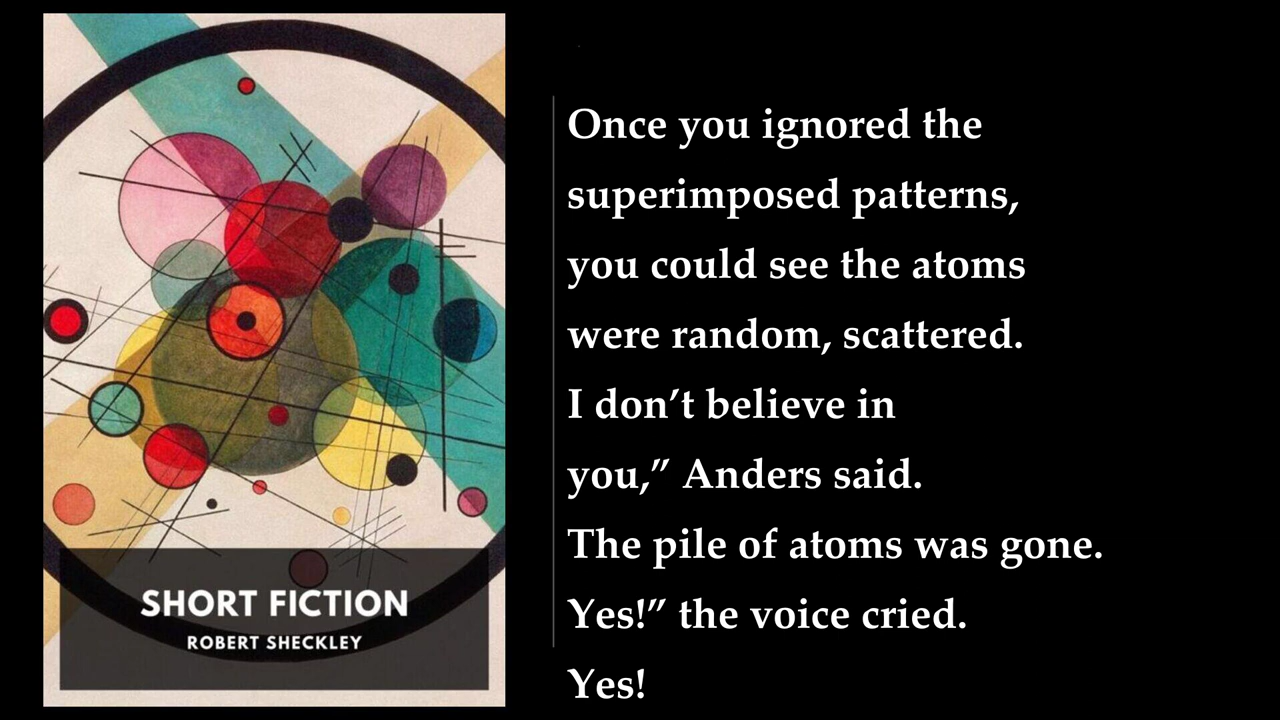 SHORT FICTION
ROBERT SHECKLEY
Once you ignored the
superimposed patterns,
you could see the atoms
were random, scattered.
I don’t believe in
you,” Anders said.
The pile of atoms was gone.
Yes!” the voice cried.
Yes!